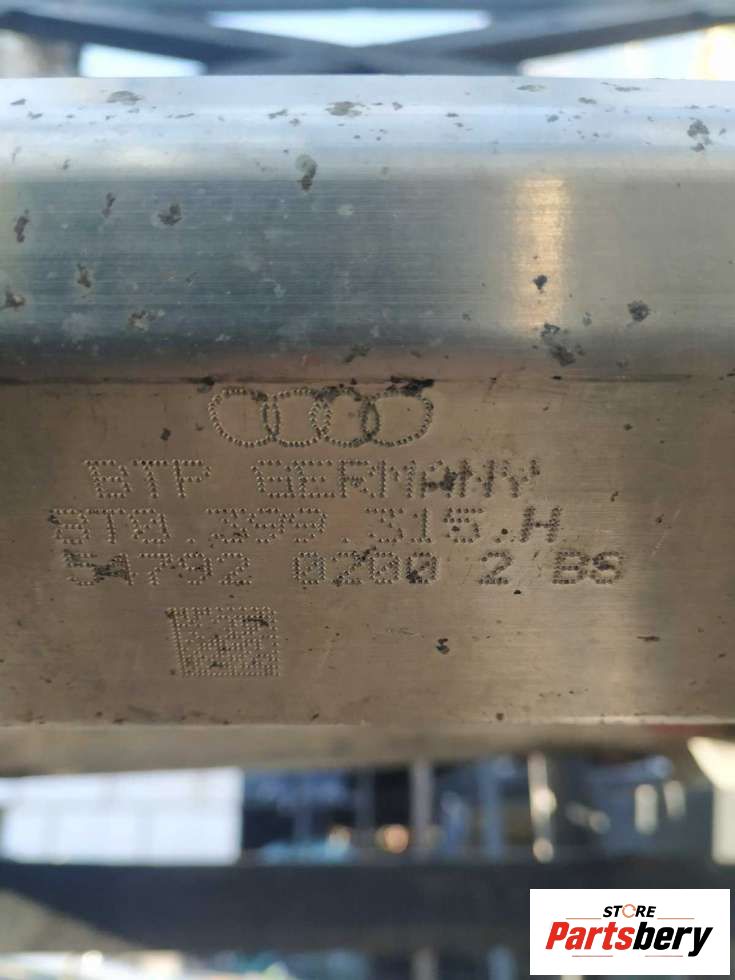 BTP GERMANY
8T0.399.315.H
54792 0200 2 BS
STORE
Partsbery